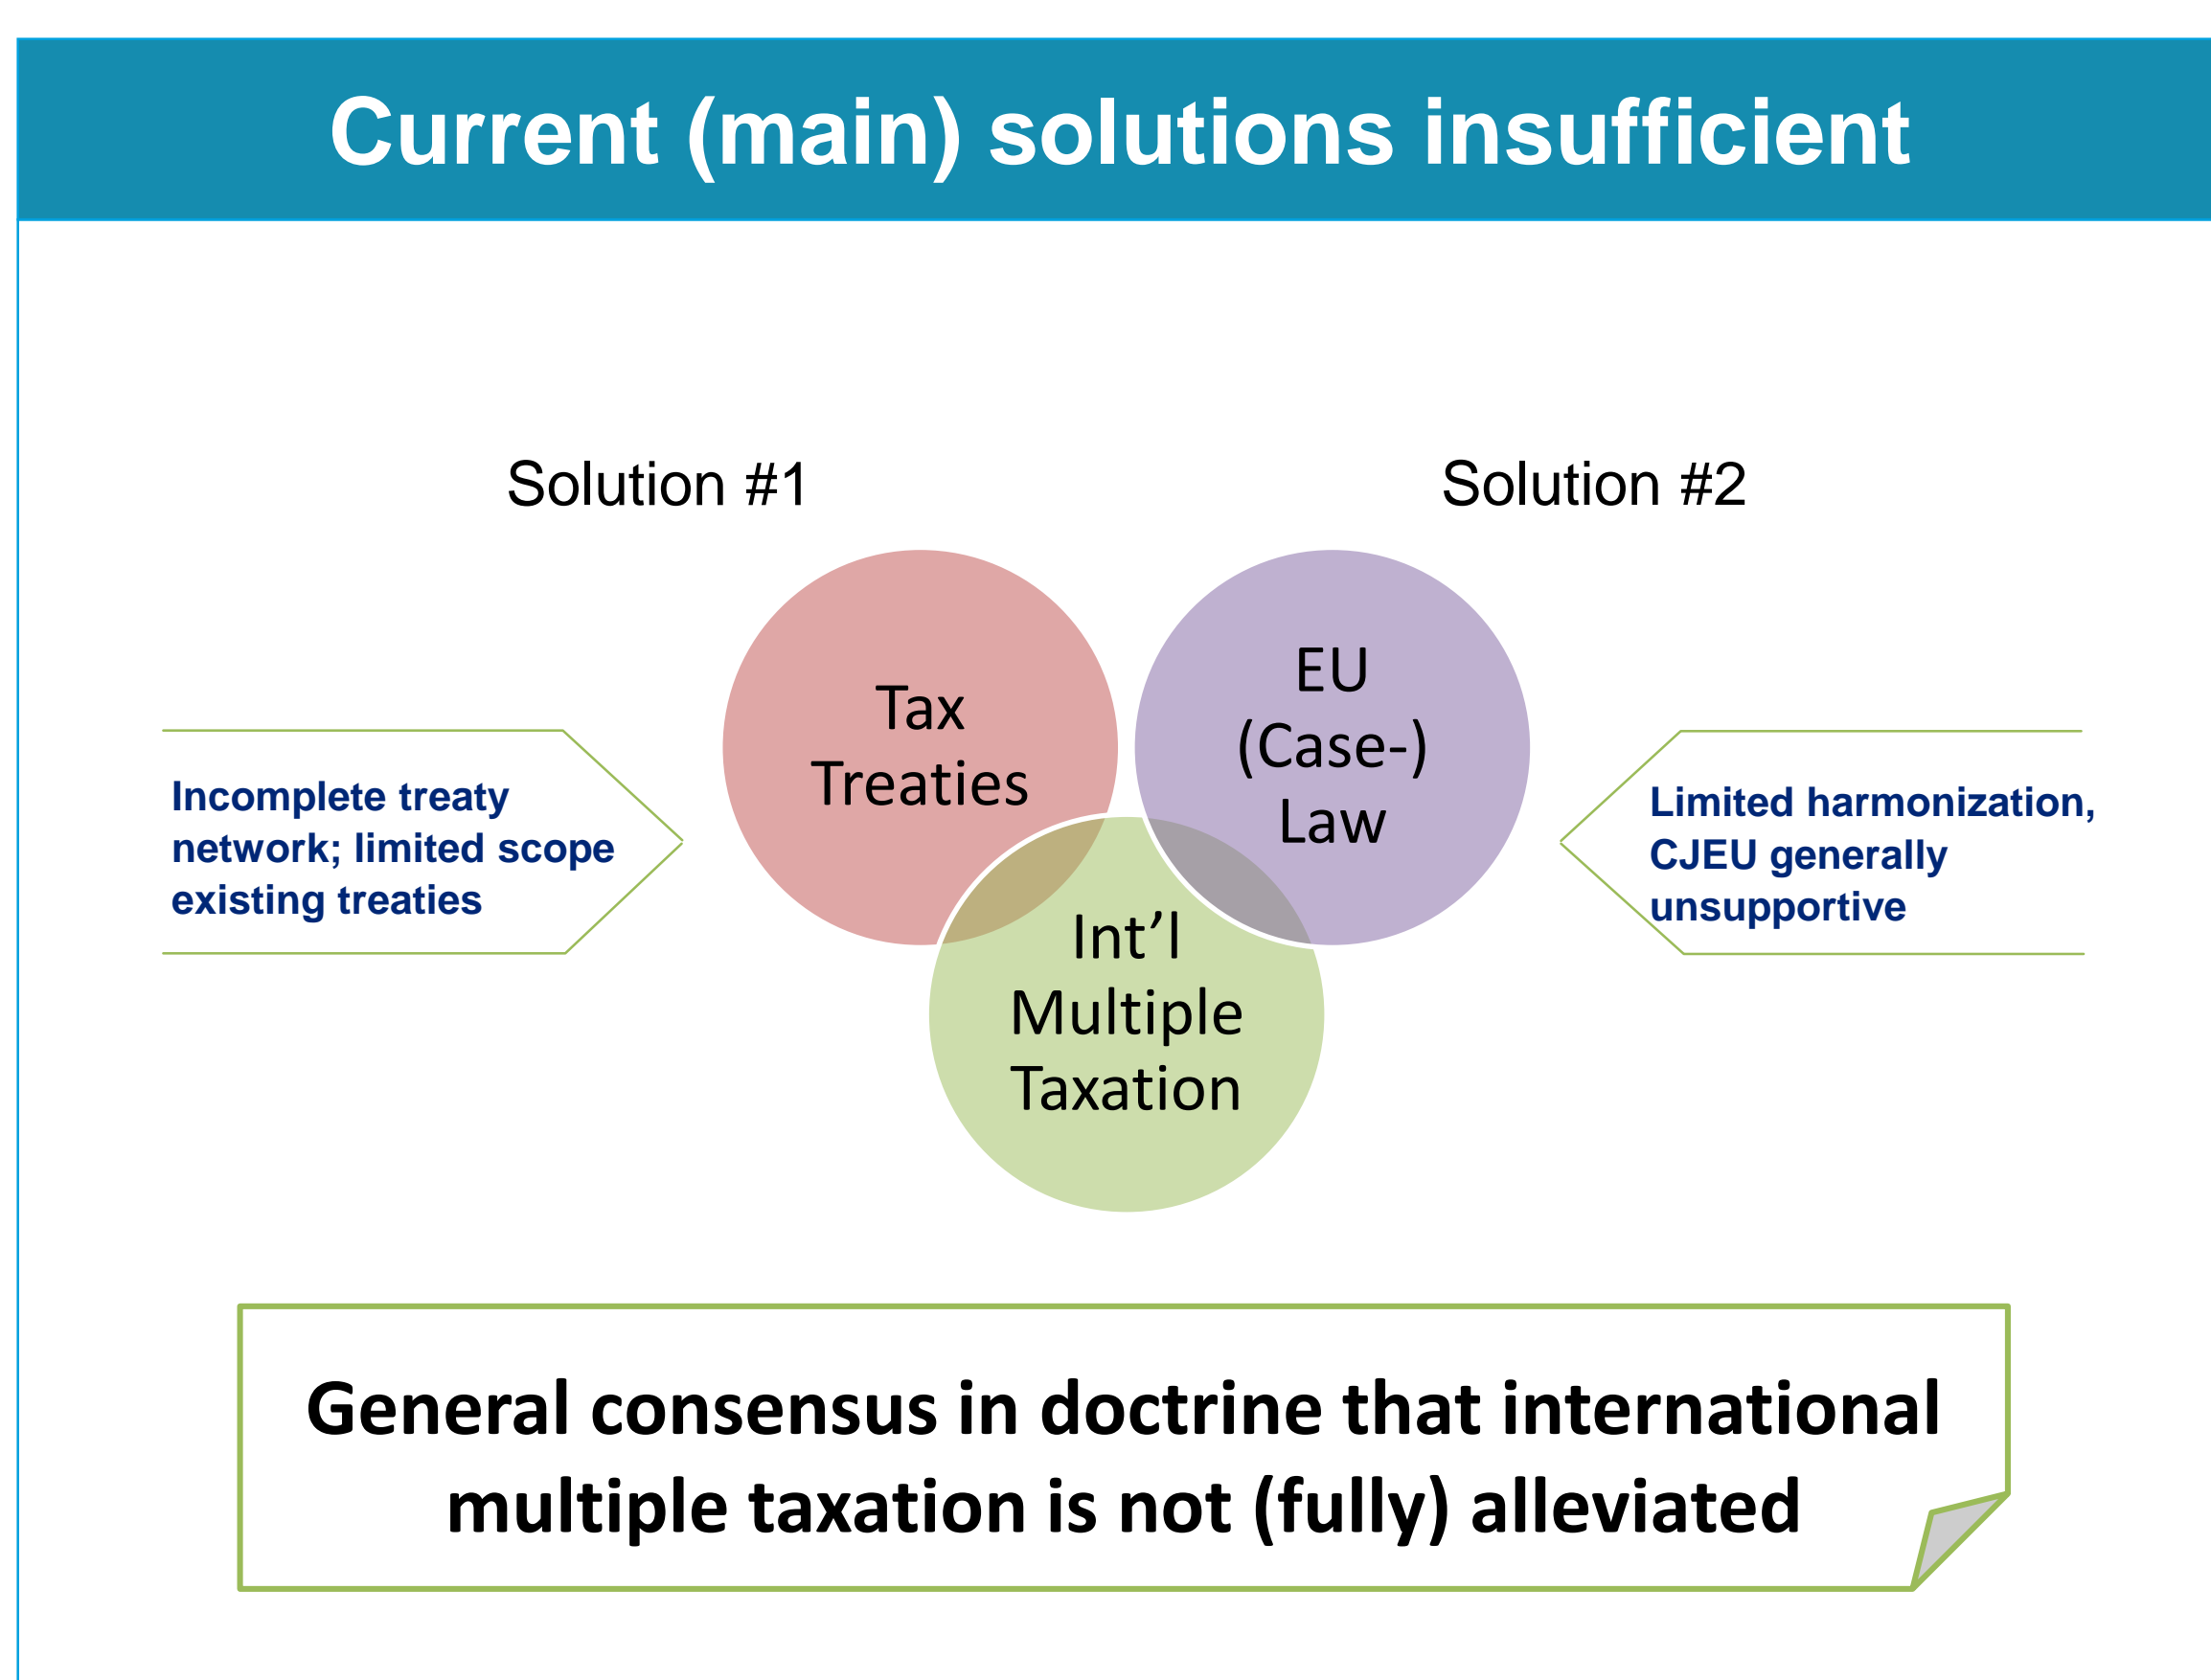 Current (main) solutions insufficient
Solution #1
Solution #2
Tax
Treaties
EU
(Case-)
Law
Incomplete treaty
network; limited scope
existing treaties
Limited harmonization,
CJEU generally
unsupportive
Int’l
Multiple
Taxation
General consensus in doctrine that international
multiple taxation is not (fully) alleviated